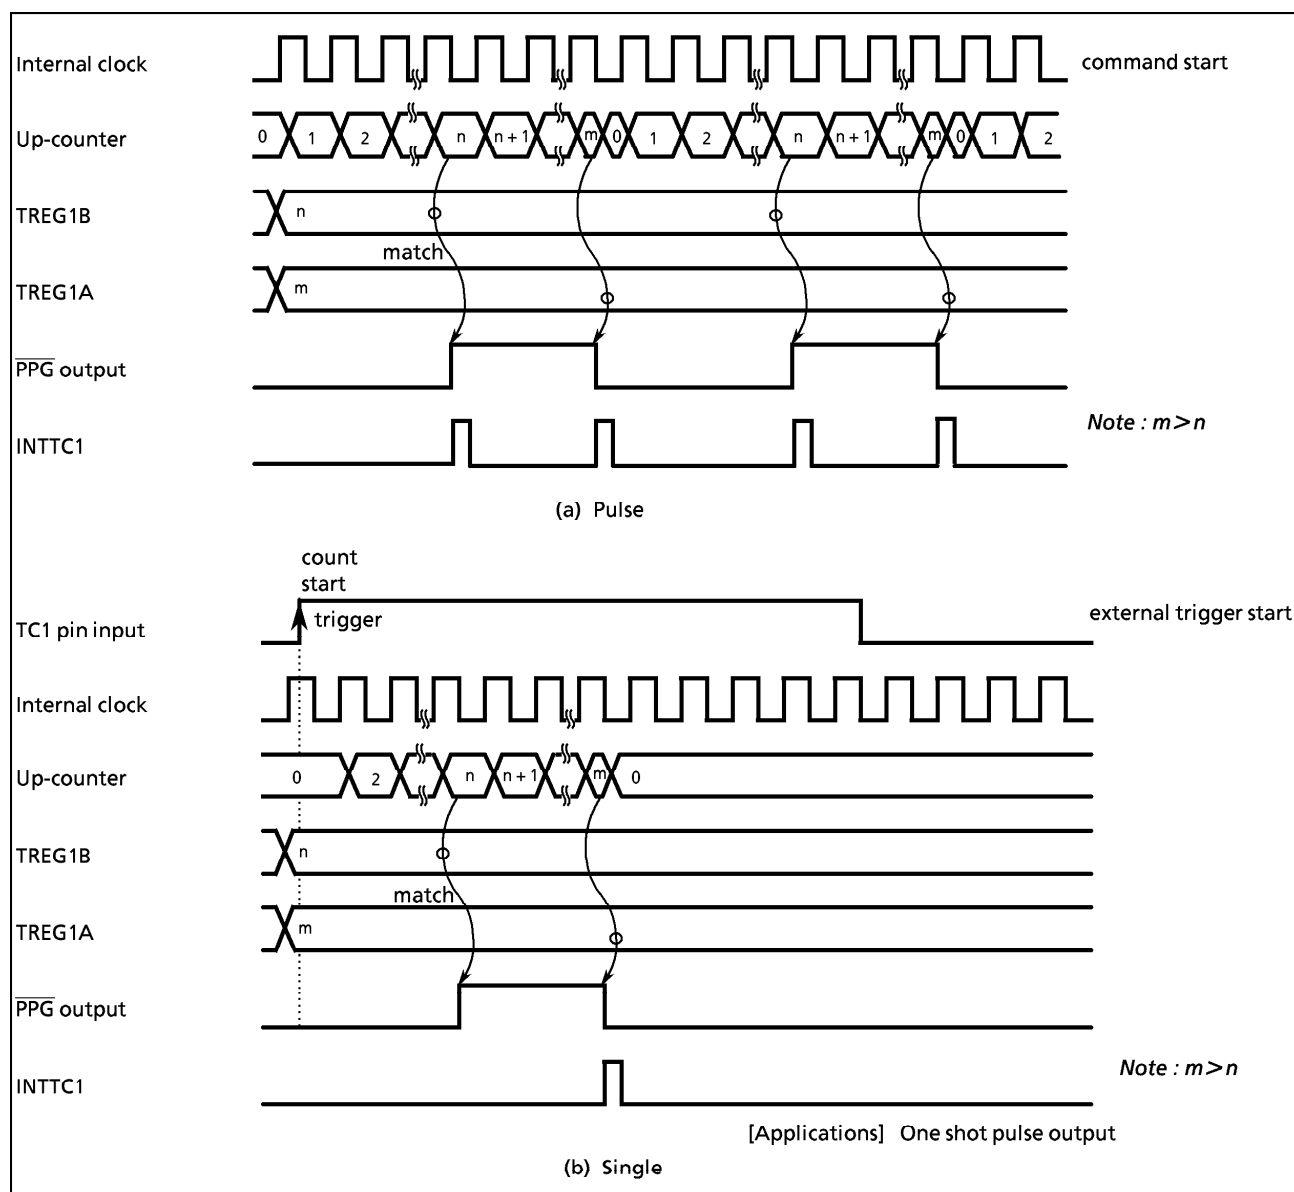 Internal clock
command start
Up-counter 0 1 2 n n + 1 m 0 1 2 n n + 1 m 0 1 2
TREG1B n
match
TREG1A m
PPG output
Note : m>n
INTTC1
(a) Pulse
count
start
trigger
TC1 pin input
external trigger start
Internal clock
Up-counter 0 2 n n + 1 m 0
TREG1B n
match
TREG1A m
PPG output
Note : m>n
INTTC1
[Applications] One shot pulse output
(b) Single